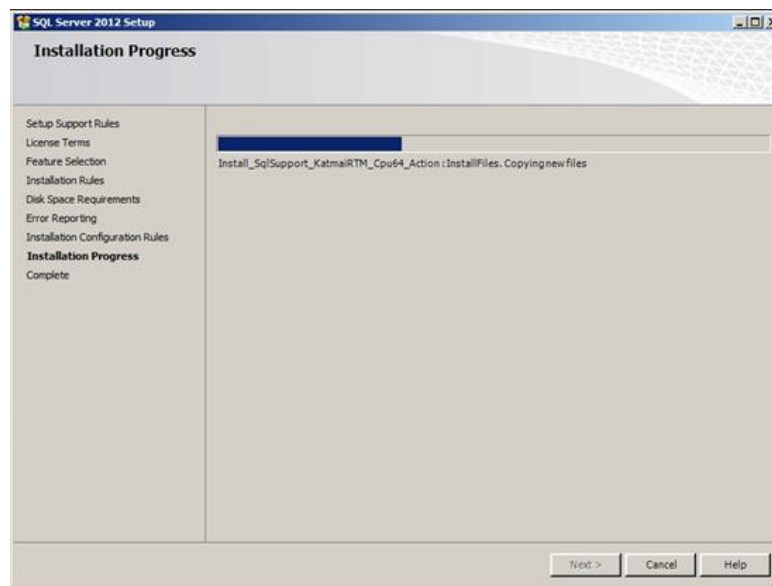 SQL Server 2012 Setup
Installation Progress
Setup Support Rules
License Terms
Feature Selection
Installation Rules
Disk Space Requirements
Error Reporting
Installation Configuration Rules
Installation Progress
Complete
Install_SqlSupport_KatmaiRTM_Cpu64_Action : InstallFiles. Copying new files
Next >
Cancel
Help